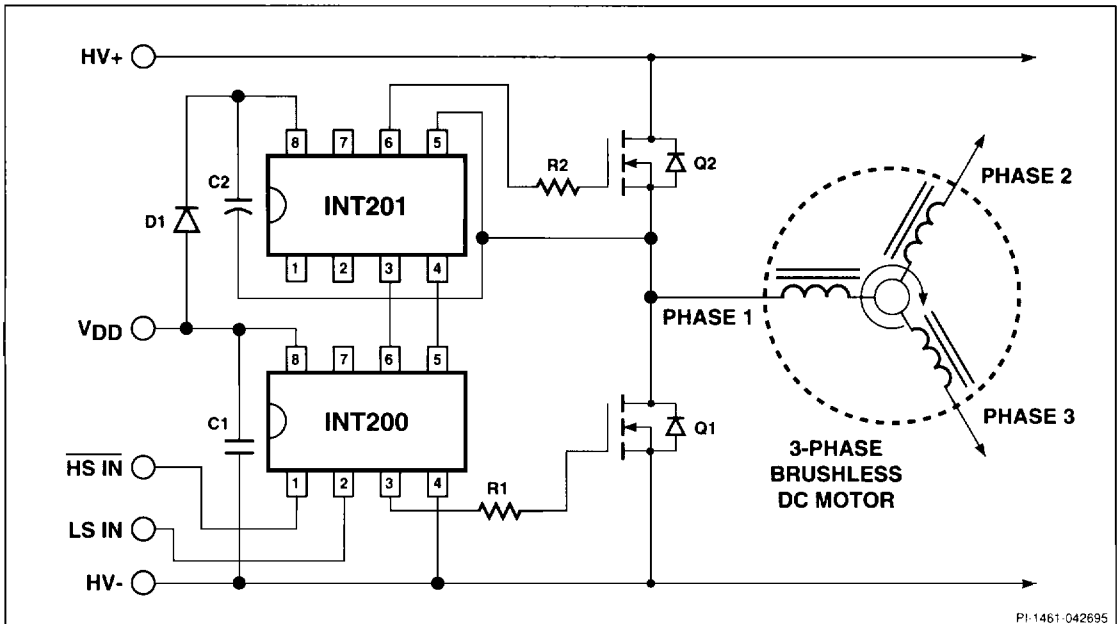 HV+
8 7 6 5
C2
R2
Q2
PHASE 2
D1
INT201
1 2 3 4
PHASE 1
VDD
8 7 6 5
C1
INT200
Q1
PHASE 3
HS IN
1 2 3 4
R1
3-PHASE
BRUSHLESS
DC MOTOR
LS IN
HV-
PI-1461-042695